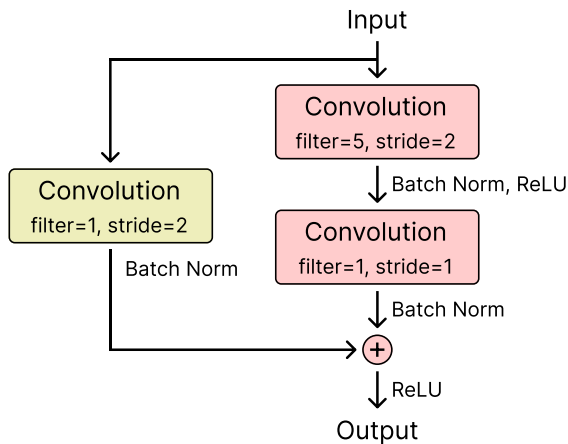 Input
Convolution
filter=5, stride=2
Batch Norm, ReLU
Convolution
filter=1, stride=2
Batch Norm
Convolution
filter=1, stride=1
Batch Norm
+
ReLU
Output